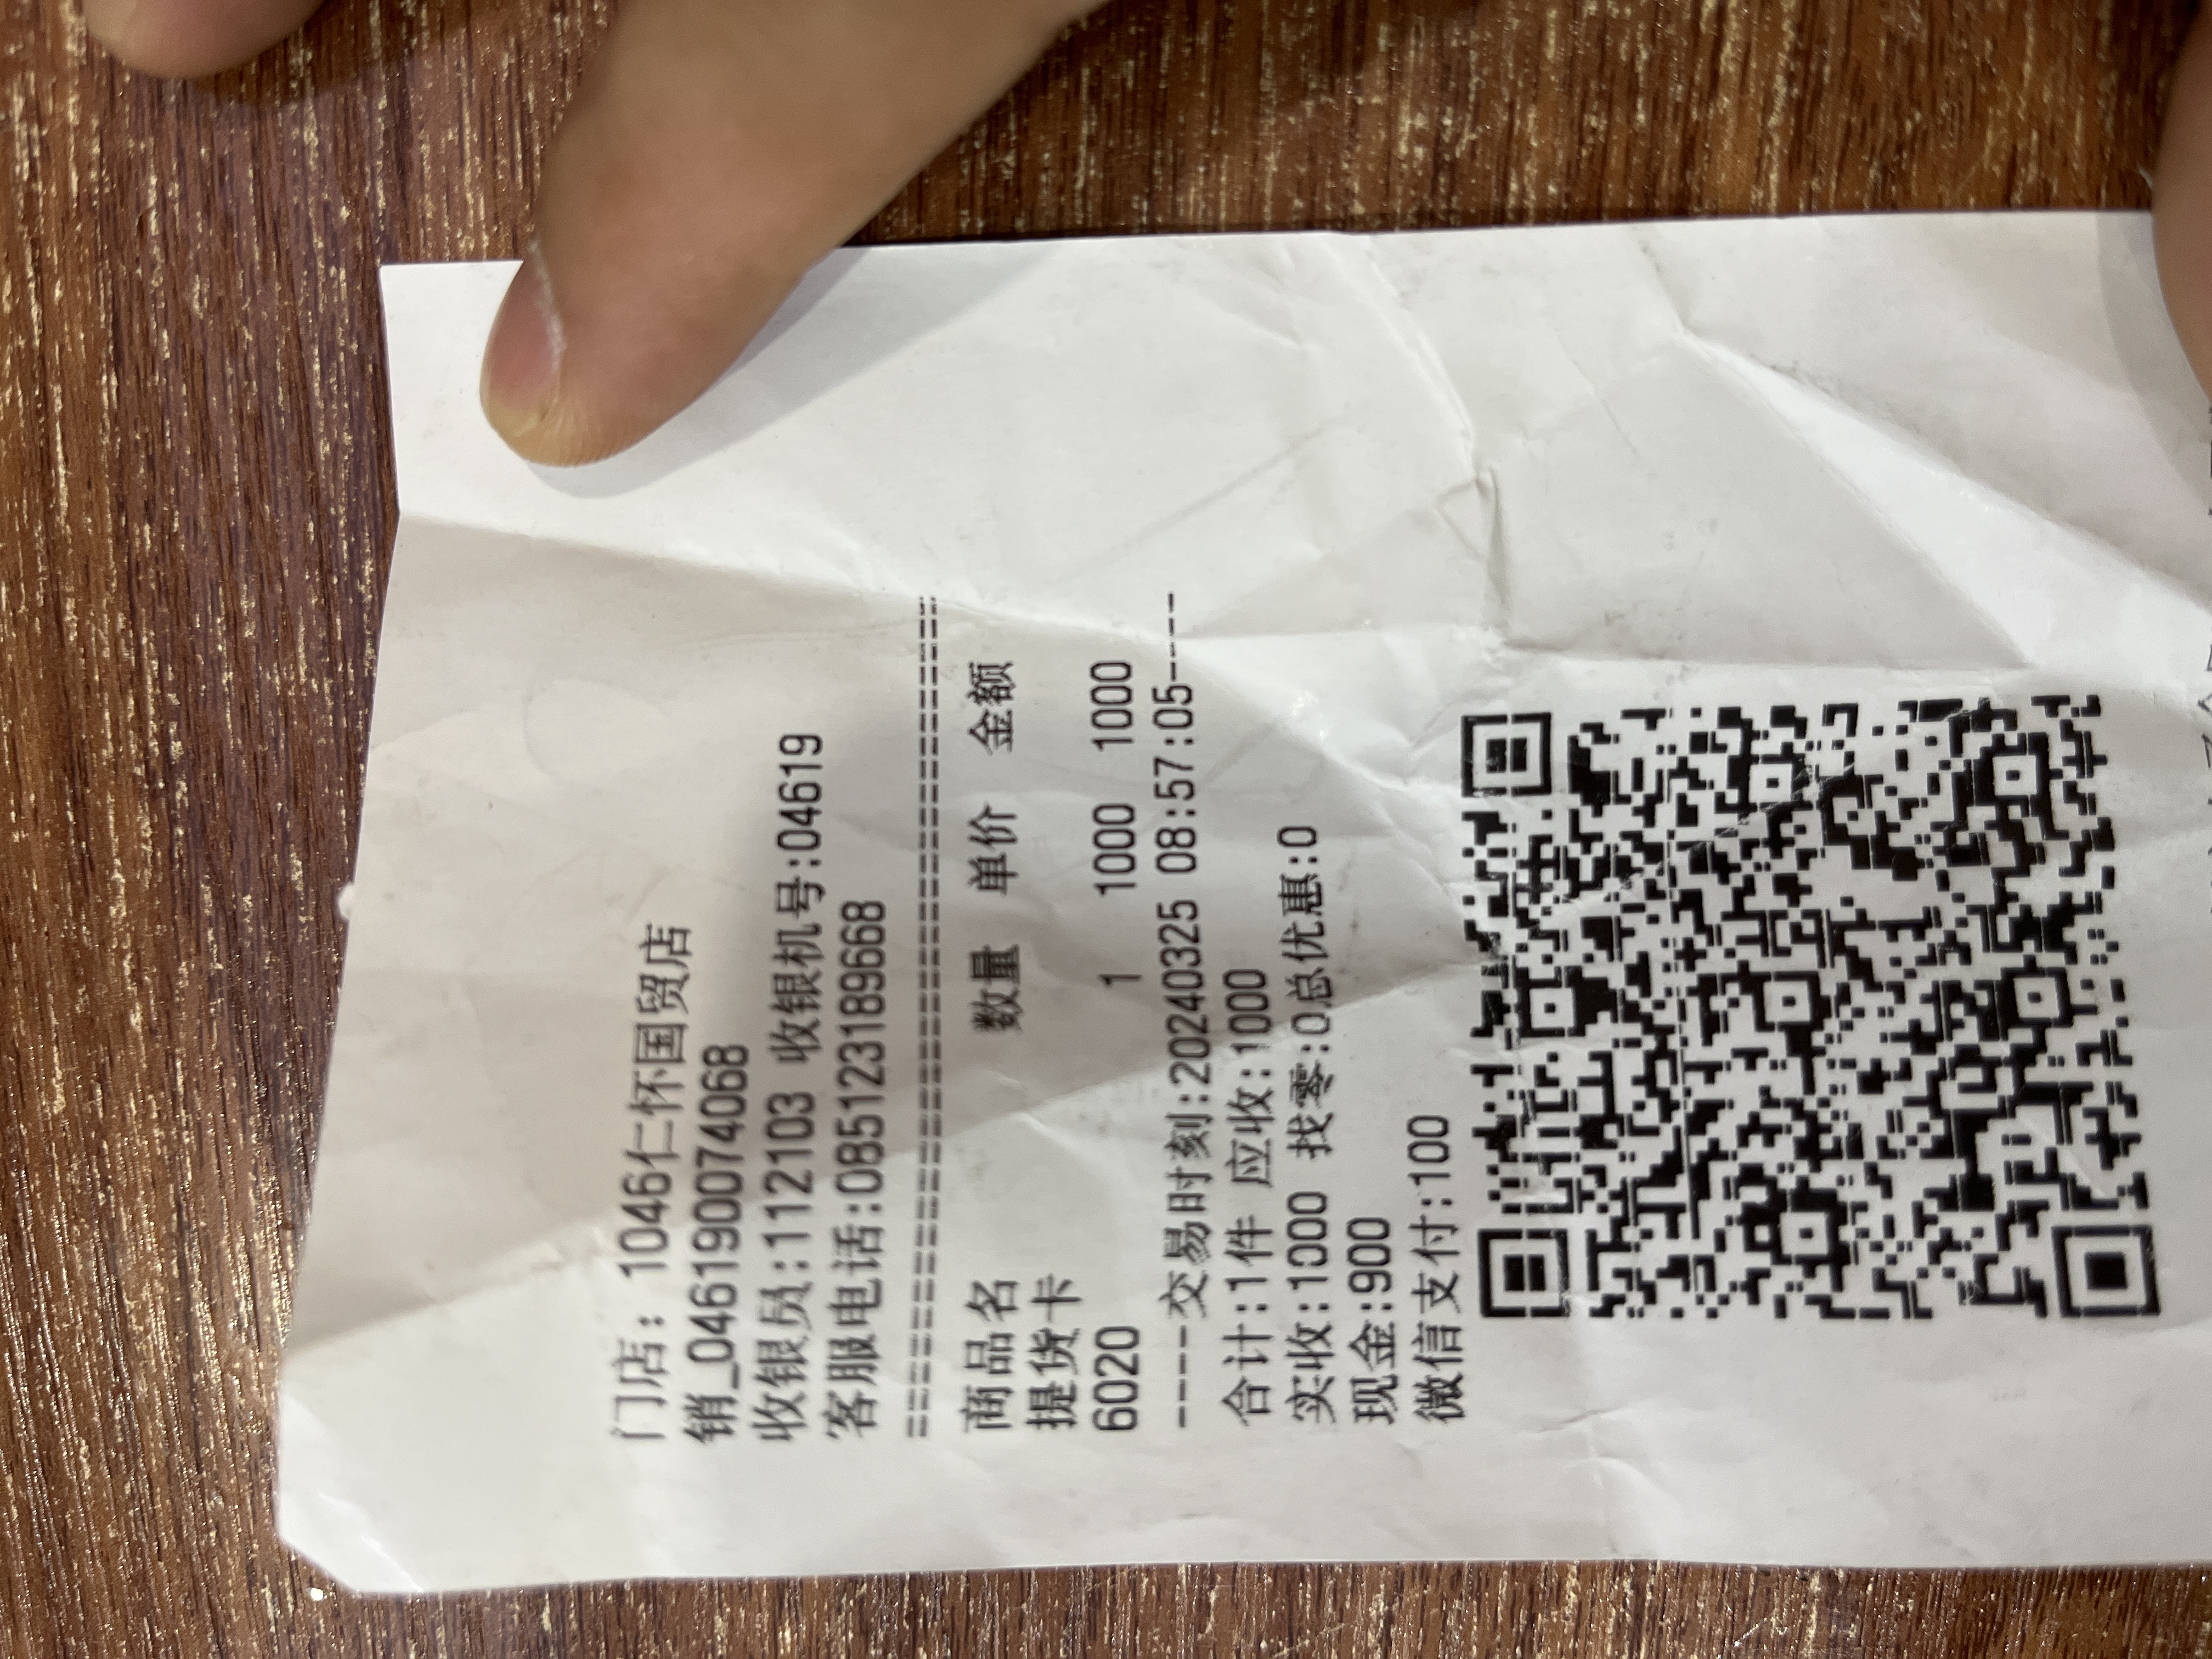 门店: 1046仁怀国贸店
销_0461990074068
收银员:112103 收银机号:04619
客服电话:085123189668
==========================================
商品名 数量 单价 金额
提货卡
6020 1 1000 1000
----交易时刻:20240325 08:57:05----
合计:1件 应收:1000
实收:1000 找零:0总优惠:0
现金:900
微信支付:100